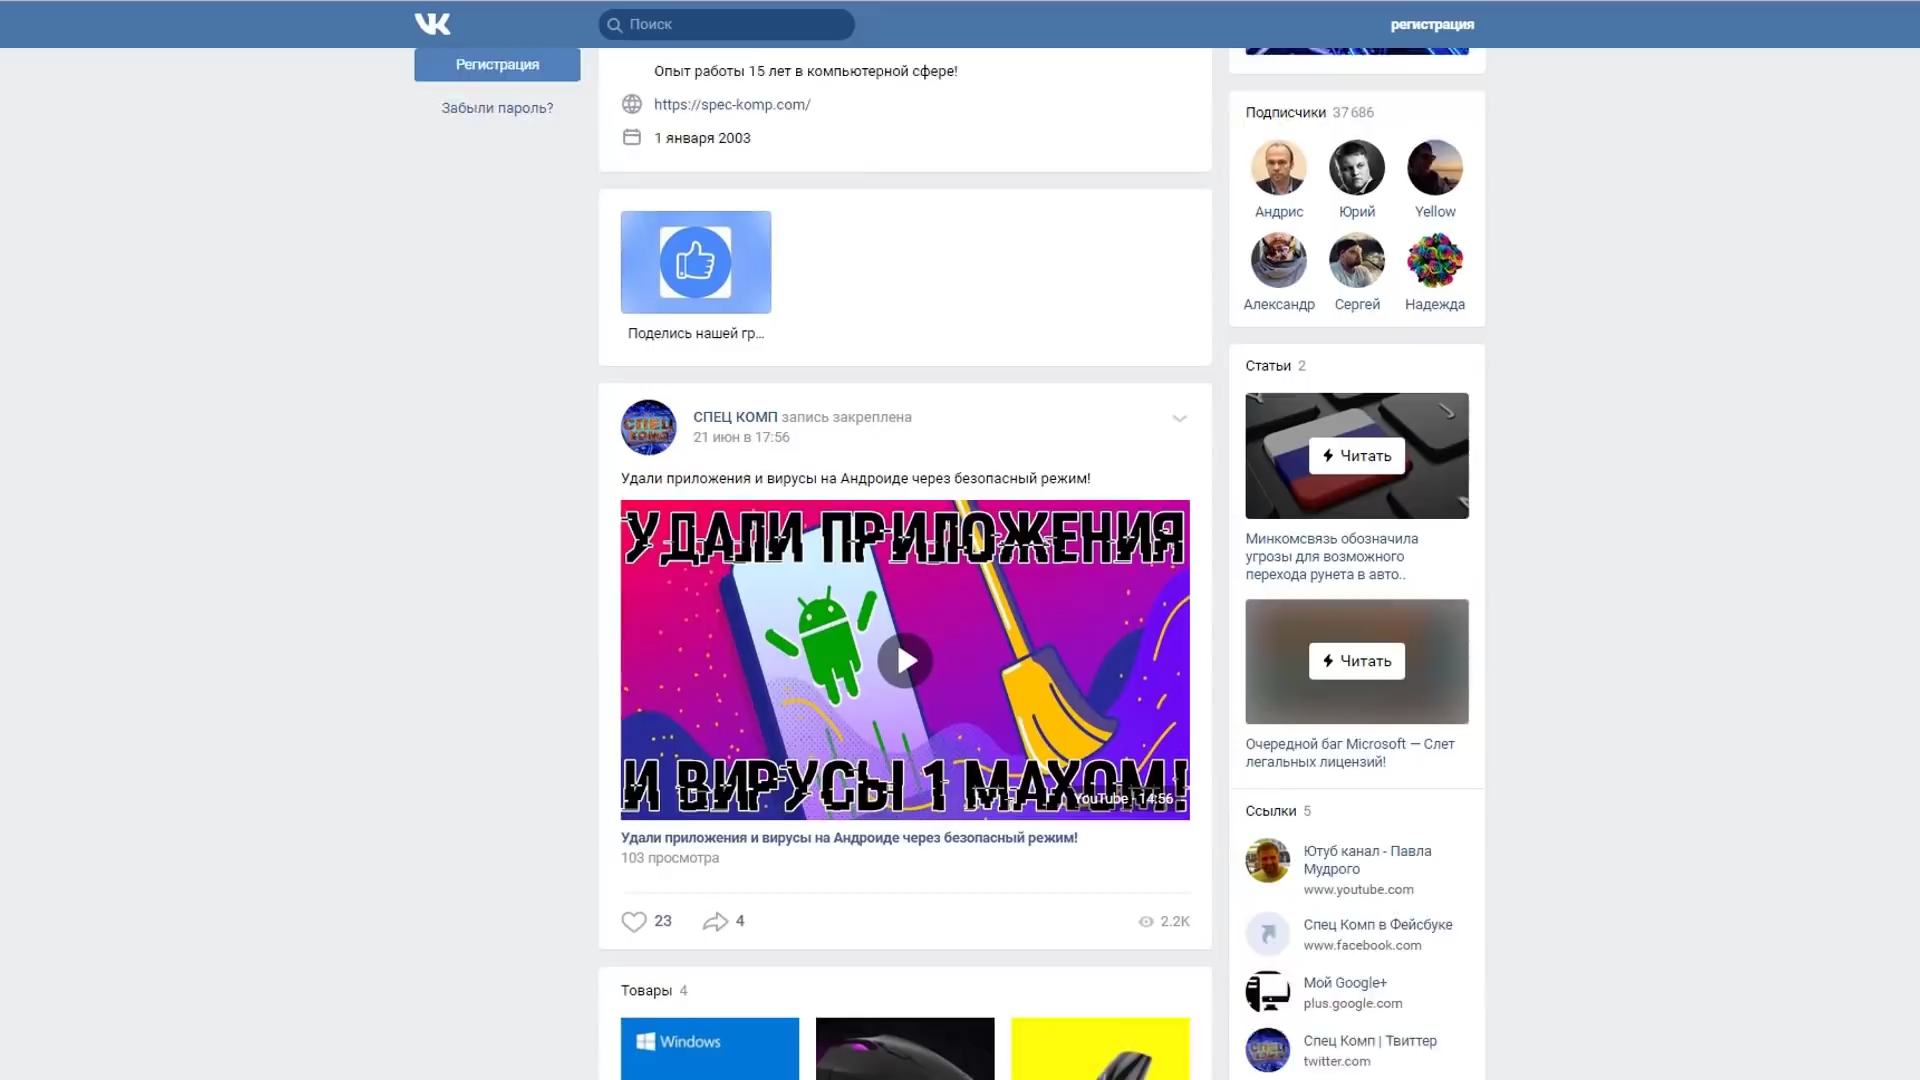 Поиск
регистрация
Регистрация
Забыли пароль?
Опыт работы 15 лет в компьютерной сфере!
https://spec-komp.com/
1 января 2003
Поделись нашей гр...
СПЕЦ КОМП запись закреплена
21 июн в 17:56
Удали приложения и вирусы на Андроиде через безопасный режим!
УДАЛИ ПРИЛОЖЕНИЯ
И ВИРУСЫ 1 МАХОМ!
YouTube · 14:56
Удали приложения и вирусы на Андроиде через безопасный режим!
103 просмотра
23
4
2.2K
Товары 4
Windows
Подписчики 37 686
Андрис
Юрий
Yellow
Александр
Сергей
Надежда
Статьи 2
Читать
Минкомсвязь обозначила
угрозы для возможного
перехода рунета в авто..
Читать
Очередной баг Microsoft — Слет
легальных лицензий!
Ссылки 5
Ютуб канал - Павла
Мудрого
www.youtube.com
Спец Комп в Фейсбуке
www.facebook.com
Мой Google+
plus.google.com
Спец Комп | Твиттер
twitter.com